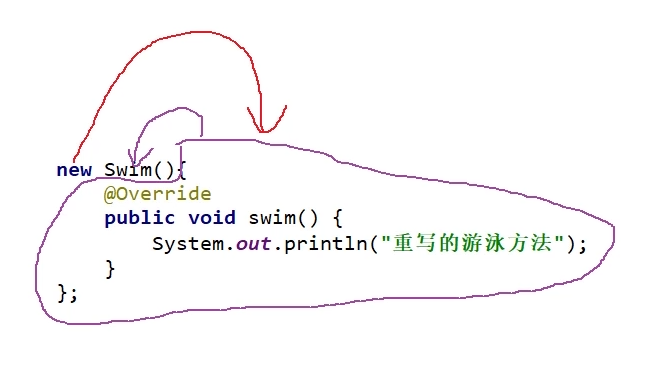 new Swim(){
@Override
public void swim() {
System.out.println("重写的游泳方法");
}
};